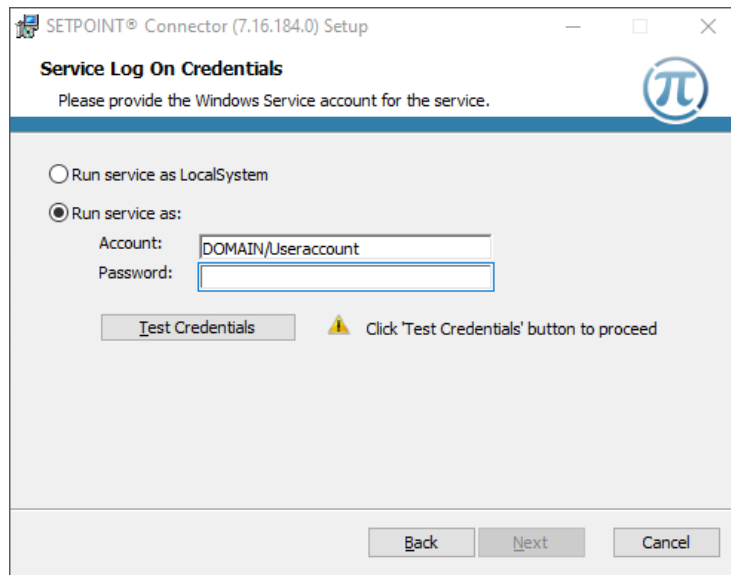 SETPOINT® Connector (7.16.184.0) Setup
Service Log On Credentials
Please provide the Windows Service account for the service.
π
Run service as LocalSystem
Run service as:
Account: DOMAIN/Useraccount
Password:
Test Credentials Click 'Test Credentials' button to proceed
Back Next Cancel